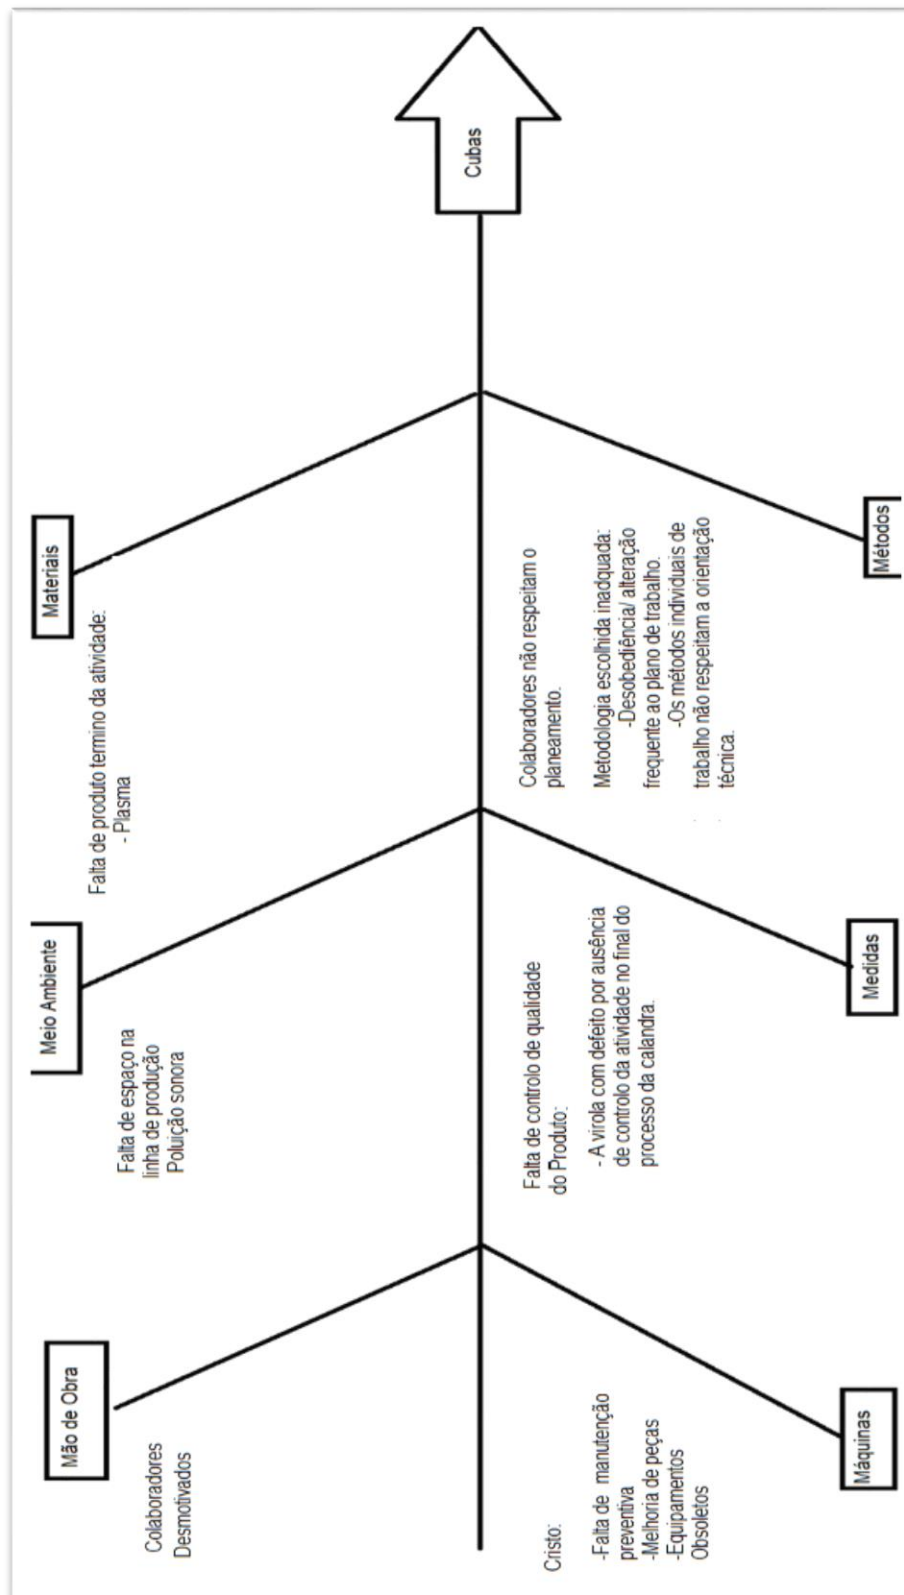 Mão de Obra
Colaboradores
Desmotivados
Meio Ambiente
Falta de espaço na
linha de produção
Poluição sonora
Materiais
Falta de produto termino da atividade:
- Plasma
Cubas
Cristo:
-Falta de manutenção
preventiva
-Melhoria de peças
-Equipamentos
Obsoletos
Máquinas
Falta de controlo de qualidade
do Produto:
- A virola com defeito por ausência
de controlo da atividade no final do
processo da calandra.
Medidas
Colaboradores não respeitam o
planeamento.
Metodologia escolhida inadquada:
-Desobediência/ alteração
frequente ao plano de trabalho.
-Os métodos individuais de
trabalho não respeitam a orientação
técnica.
Métodos